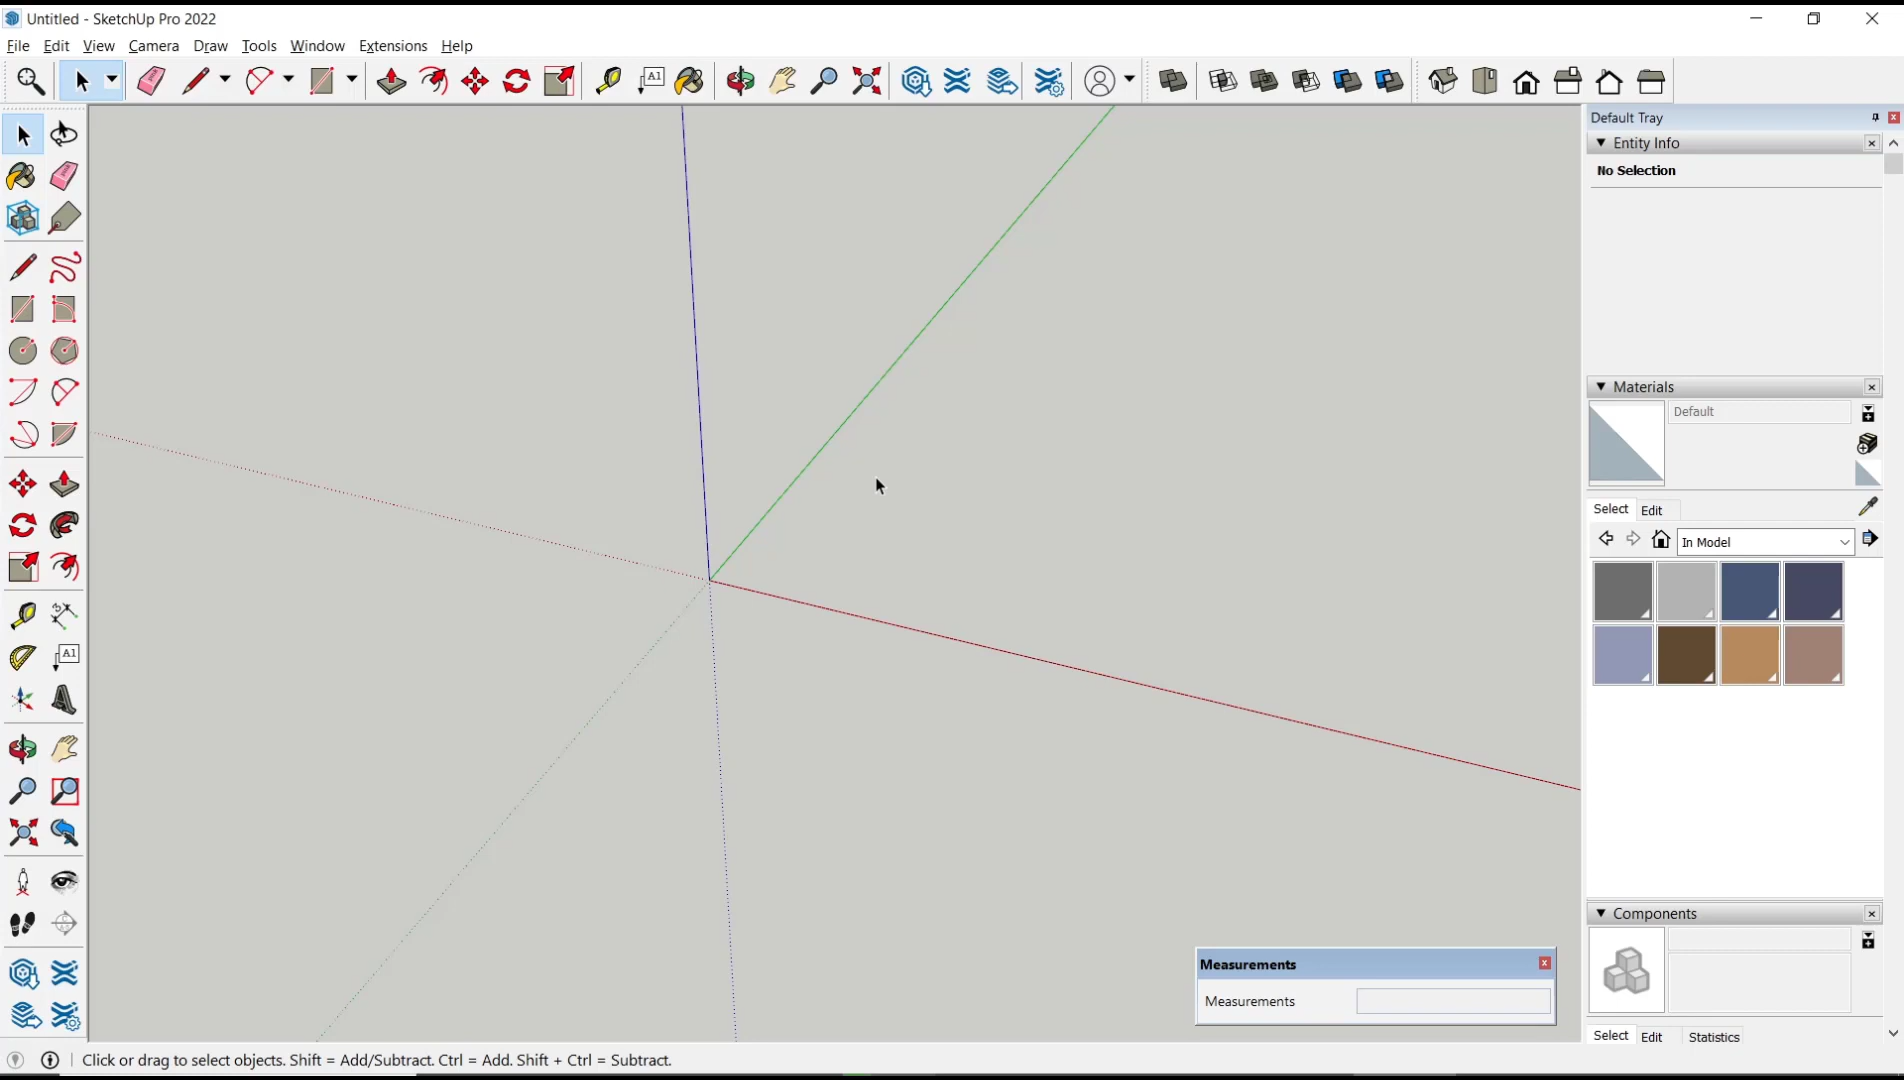 Untitled - SketchUp Pro 2022
File Edit View Camera Draw Tools Window Extensions Help
A1
Default Tray
Entity Info
No Selection
Materials
Default
Select Edit
In Model
A1
Components
Measurements
Measurements
Select Edit Statistics
Click or drag to select objects. Shift = Add/Subtract. Ctrl = Add. Shift + Ctrl = Subtract.